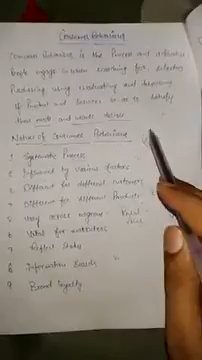 Consumer Behaviour
Consumer Behaviour is the Process and activities
People engage in when searching for, selecting
Purchasing using evaluating and disposing
of Product and Services so as to satisfy
their needs and wants desires.
Nature of Consumer Behaviour
1 Systematic Process
2 Influenced by various factors
3 Different for different customers
4 Different for different Products
5 Vary across regions
6 Vital for marketers
7 Reflect Status
8 Information Search
9 Brand loyalty